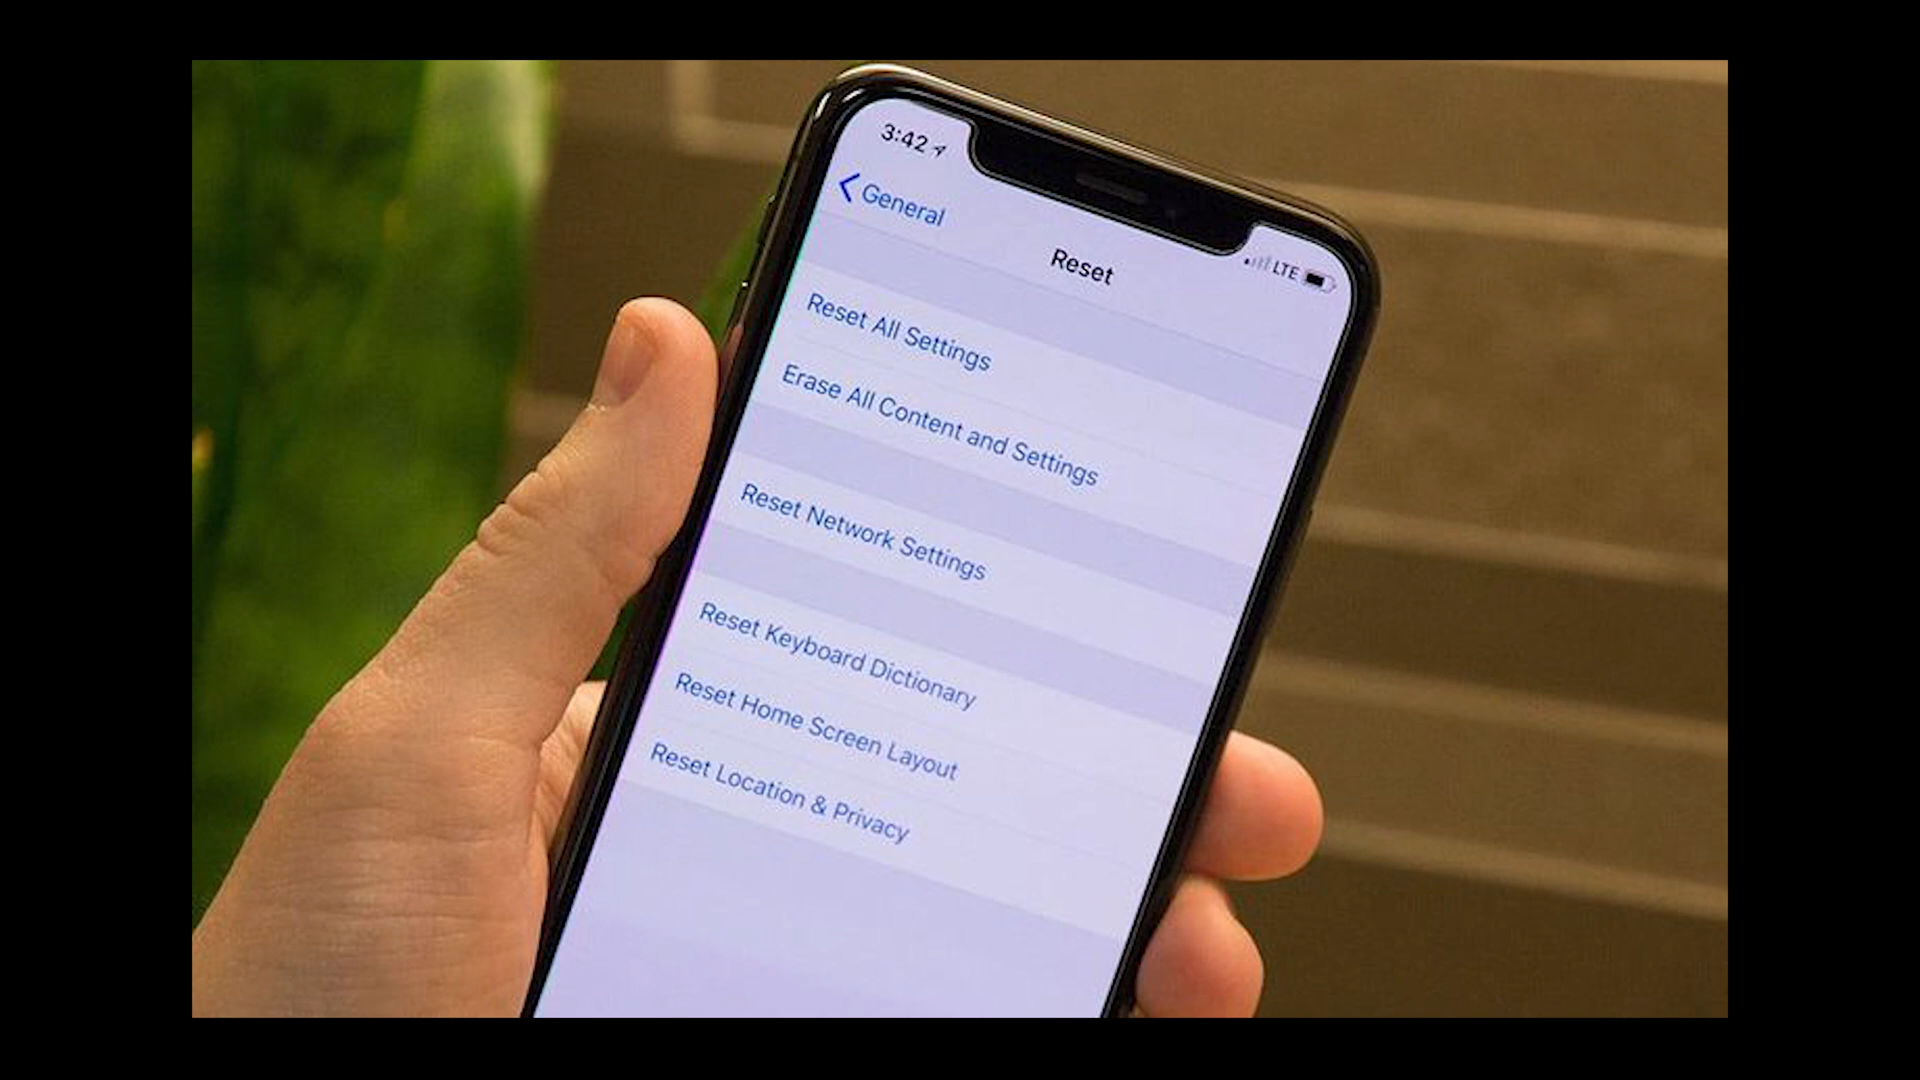 3:42
LTE
General
Reset
Reset All Settings
Erase All Content and Settings
Reset Network Settings
Reset Keyboard Dictionary
Reset Home Screen Layout
Reset Location & Privacy